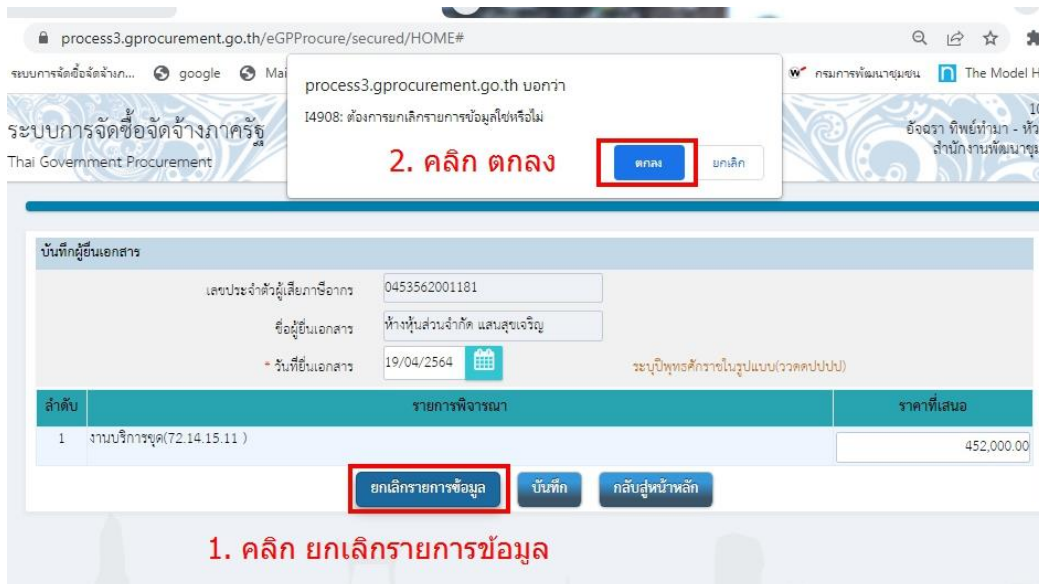 process3.gprocurement.go.th/eGPProcure/secured/HOME#
ระบบการจัดซื้อจัดจ้างภ... google Mai
กรมการพัฒนาชุมชน The Model H
process3.gprocurement.go.th บอกว่า
I4908: ต้องการยกเลิกรายการข้อมูลใช่หรือไม่
2. คลิก ตกลง
ตกลง ยกเลิก
ระบบการจัดซื้อจัดจ้างภาครัฐ
Thai Government Procurement
อัจฉรา ทิพย์ทำมา - หัว
สำนักงานพัฒนาชุม
บันทึกผู้ยื่นเอกสาร
เลขประจำตัวผู้เสียภาษีอากร 0453562001181
ชื่อผู้ยื่นเอกสาร ห้างหุ้นส่วนจำกัด แสนสุขเจริญ
* วันที่ยื่นเอกสาร 19/04/2564 ระบุปีพุทธศักราชในรูปแบบ(ววดดปปปป)
ลำดับ รายการพิจารณา ราคาที่เสนอ
1 งานบริการขุด(72.14.15.11 ) 452,000.00
ยกเลิกรายการข้อมูล บันทึก กลับสู่หน้าหลัก
1. คลิก ยกเลิกรายการข้อมูล